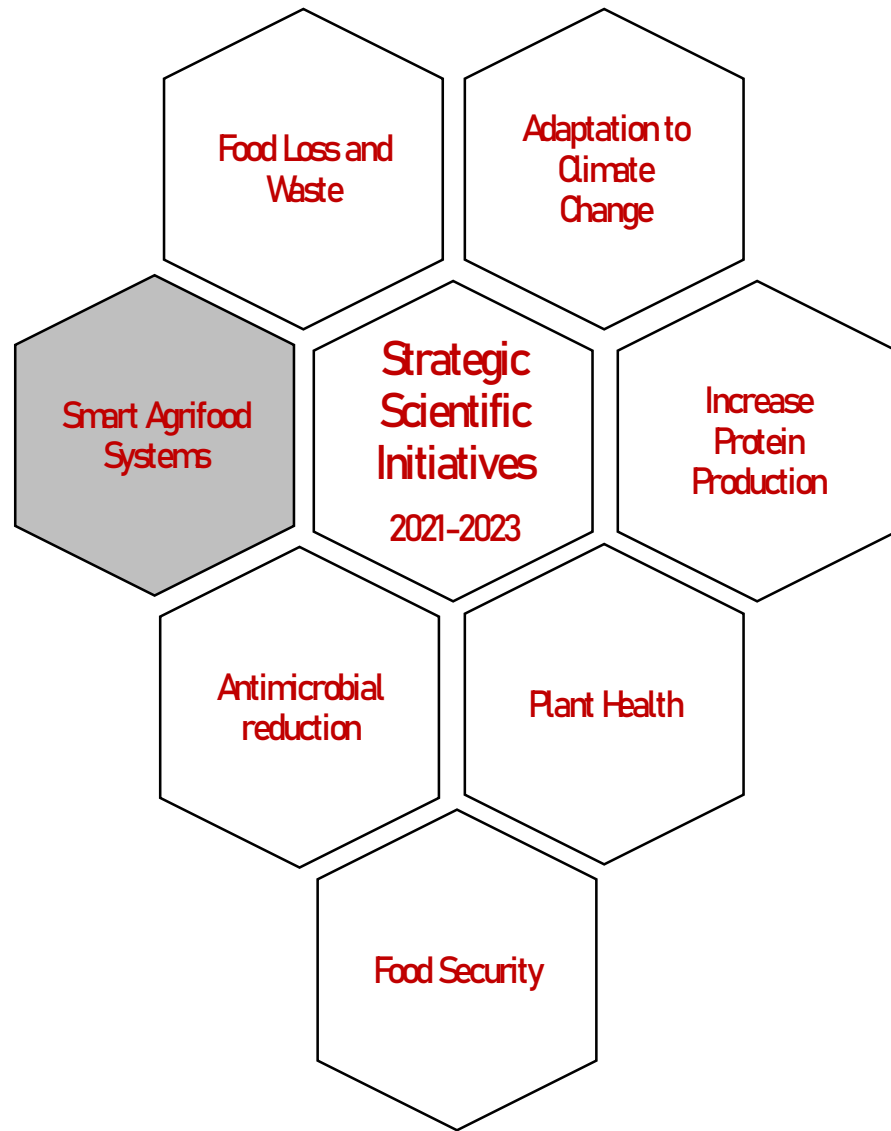 Food Loss and
Waste
Adaptation to
Climate
Change
Smart Agrifood
Systems
Strategic
Scientific
Initiatives
2021-2023
Increase
Protein
Production
Antimicrobial
reduction
Plant Health
Food Security